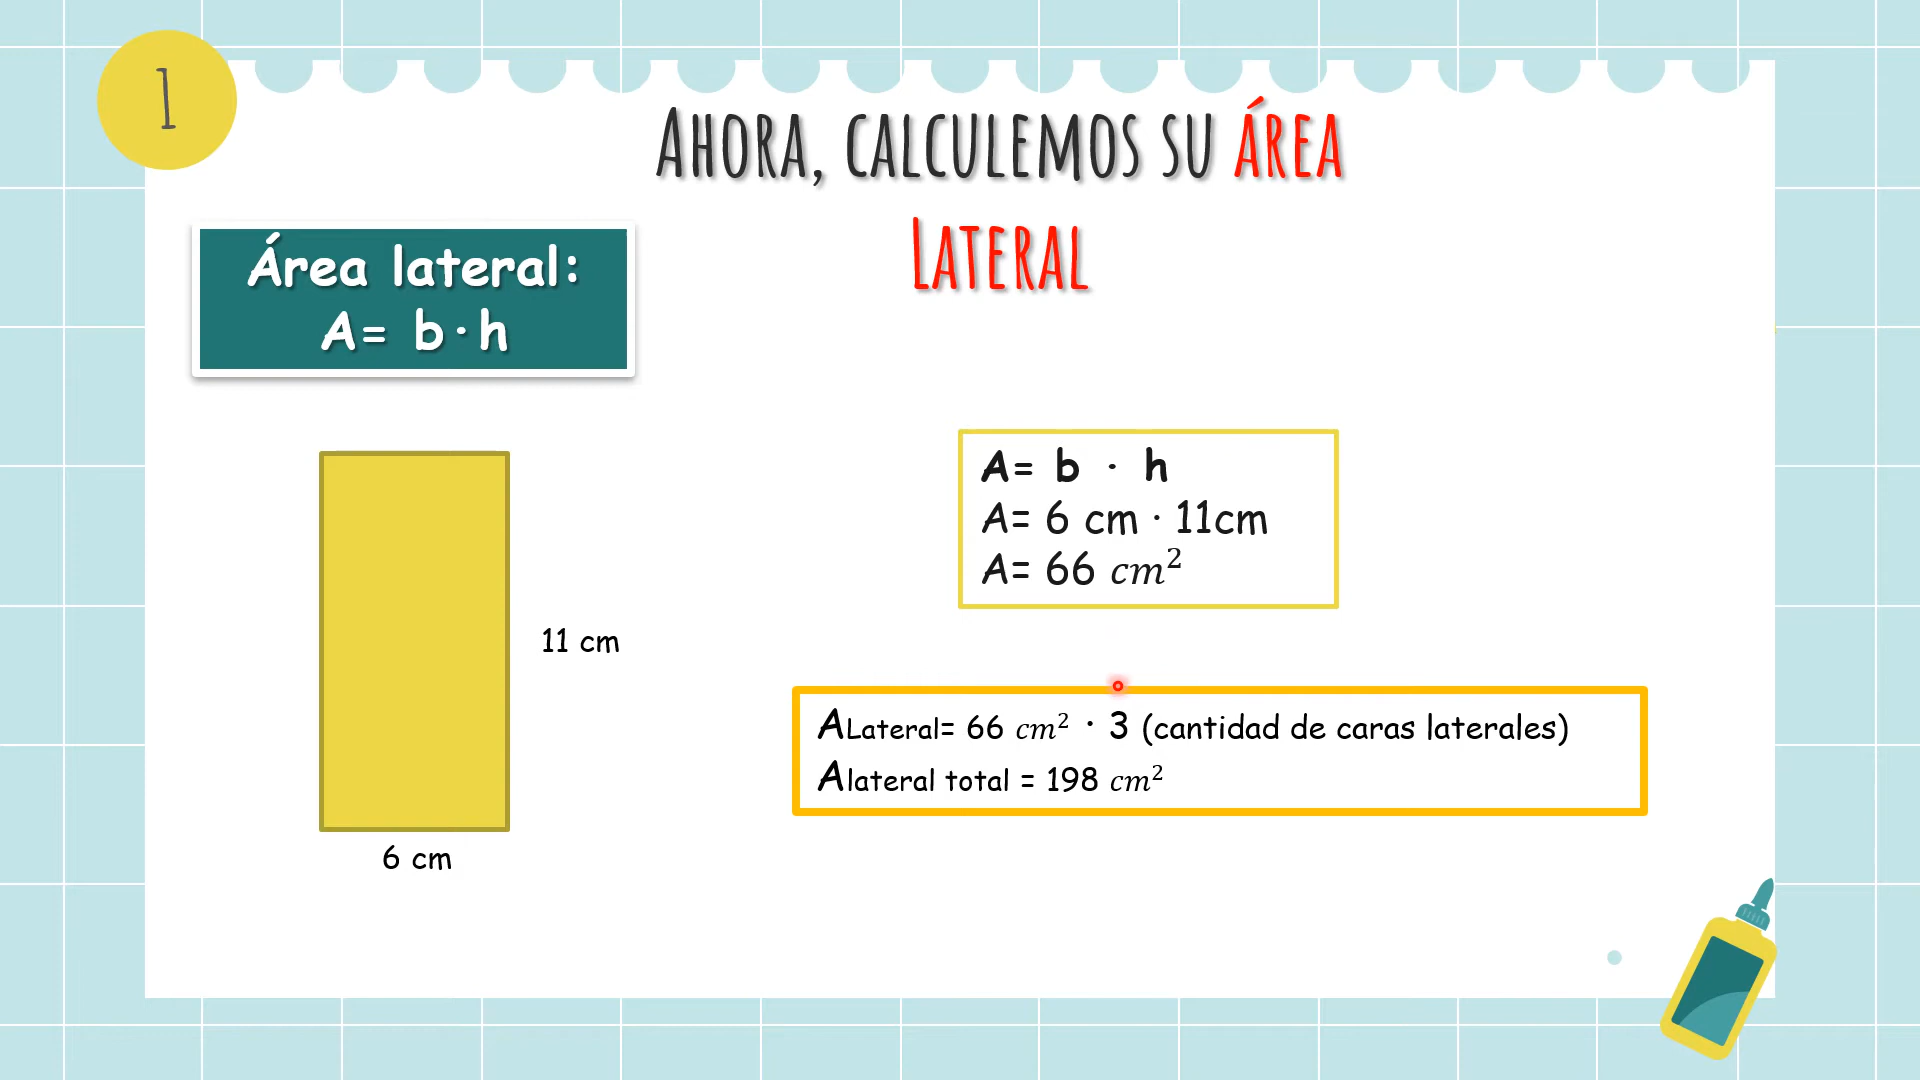 1
Ahora, calculemos su área
Lateral
Área lateral:
A= b·h
11 cm
6 cm
A= b · h
A= 6 cm · 11cm
A= 66 cm²
ALateral= 66 cm² · 3 (cantidad de caras laterales)
Alateral total = 198 cm²